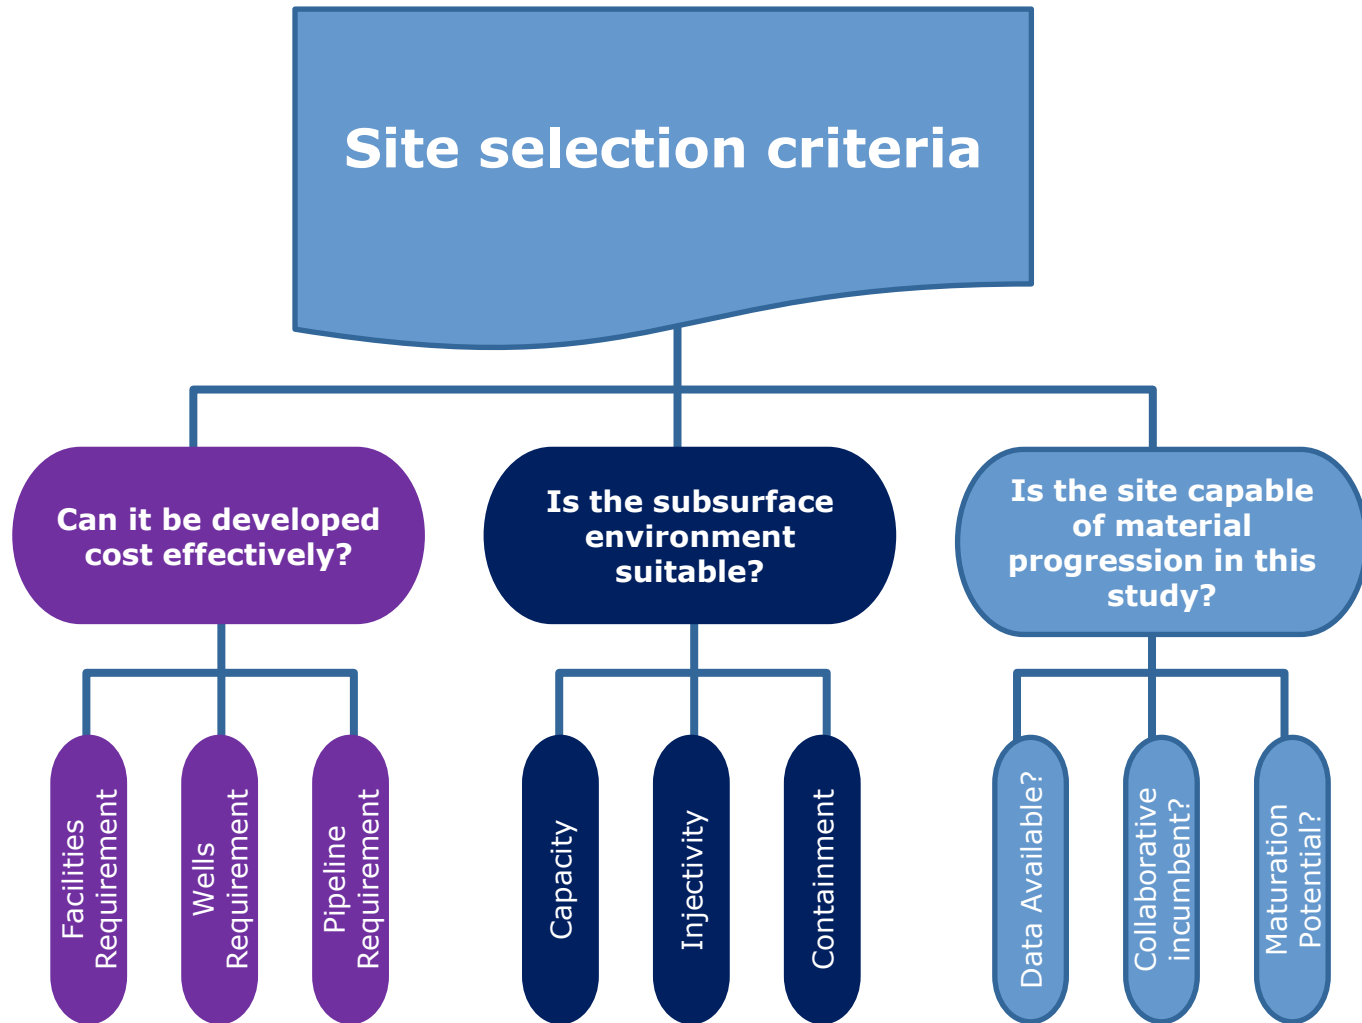 Site selection criteria
Can it be developed
cost effectively?
Is the subsurface
environment
suitable?
Is the site capable
of material
progression in this
study?
Facilities
Requirement
Wells
Requirement
Pipeline
Requirement
Capacity
Injectivity
Containment
Data Available?
Collaborative
incumbent?
Maturation
Potential?